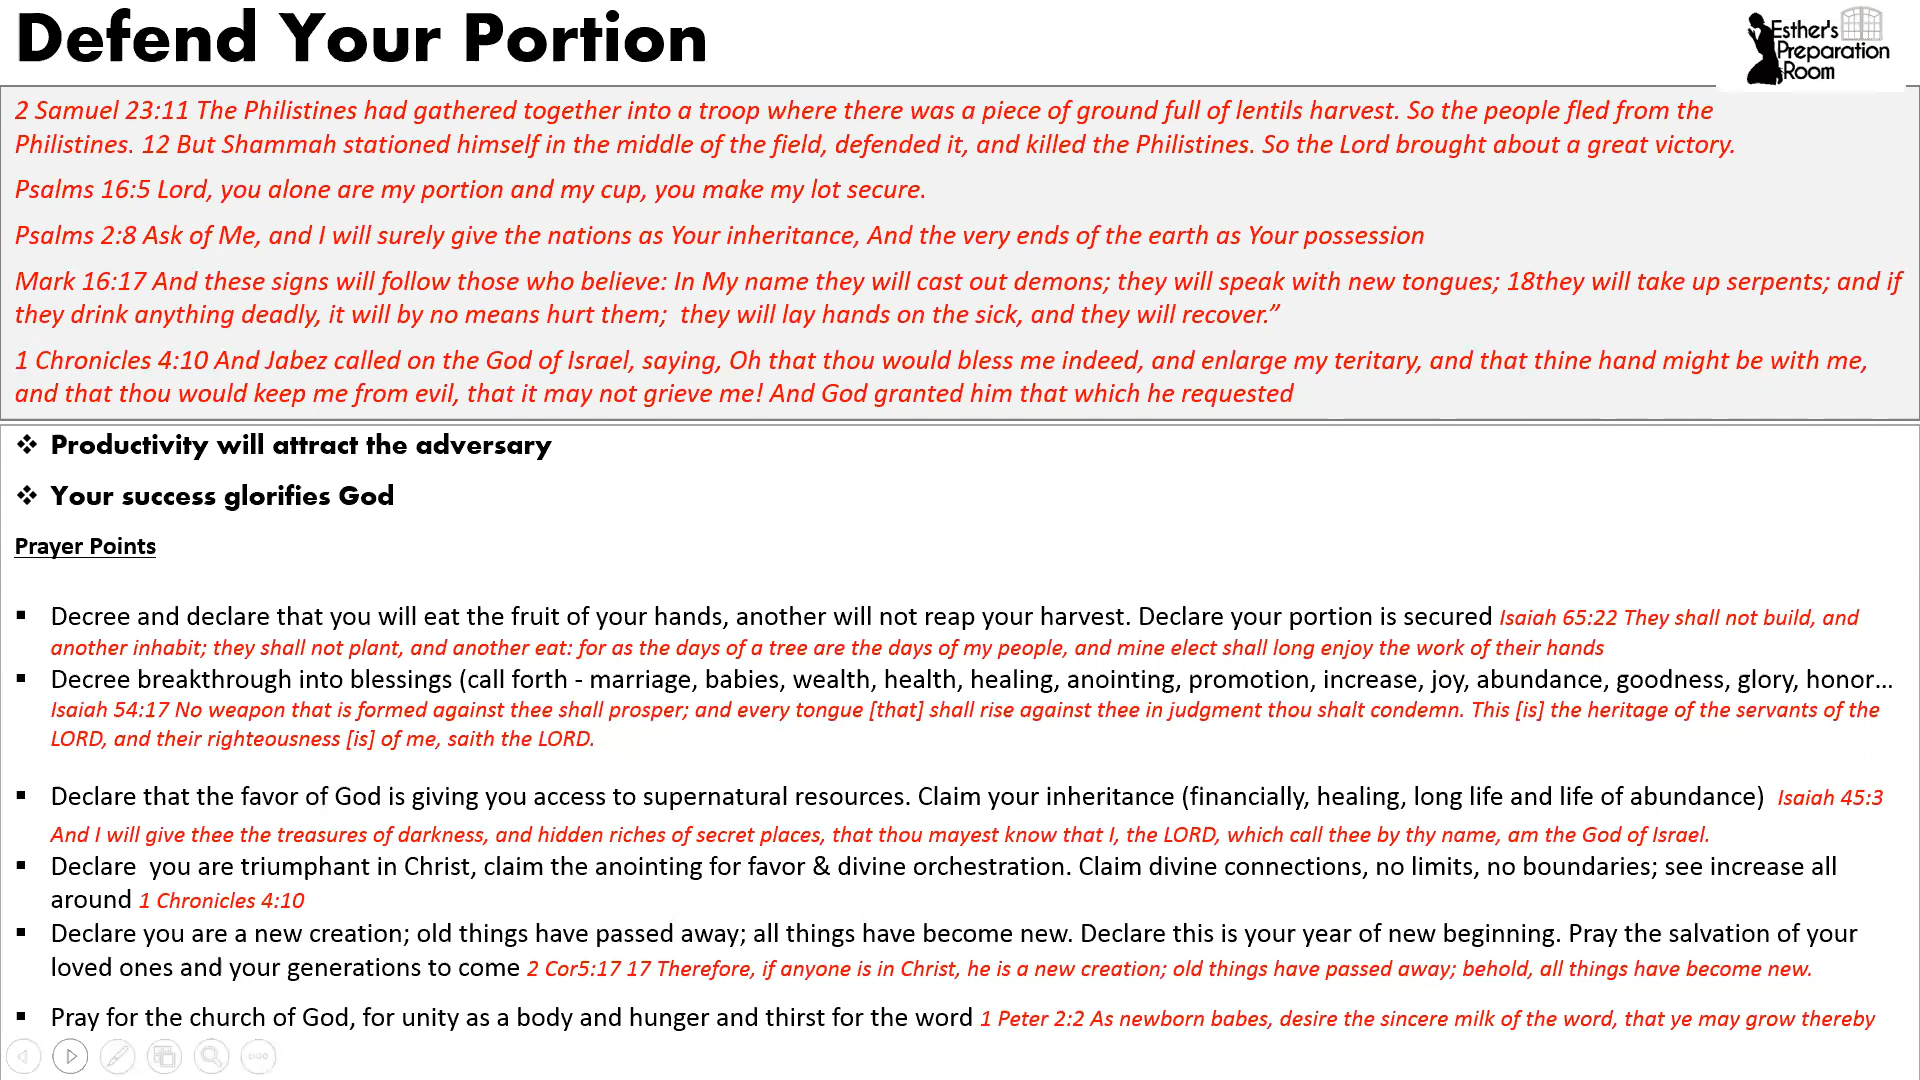 Defend Your Portion
Esther's
Preparation
Room
2 Samuel 23:11 The Philistines had gathered together into a troop where there was a piece of ground full of lentils harvest. So the people fled from the
Philistines. 12 But Shammah stationed himself in the middle of the field, defended it, and killed the Philistines. So the Lord brought about a great victory.
Psalms 16:5 Lord, you alone are my portion and my cup, you make my lot secure.
Psalms 2:8 Ask of Me, and I will surely give the nations as Your inheritance, And the very ends of the earth as Your possession
Mark 16:17 And these signs will follow those who believe: In My name they will cast out demons; they will speak with new tongues; 18they will take up serpents; and if
they drink anything deadly, it will by no means hurt them;  they will lay hands on the sick, and they will recover.”
1 Chronicles 4:10 And Jabez called on the God of Israel, saying, Oh that thou would bless me indeed, and enlarge my teritary, and that thine hand might be with me,
and that thou would keep me from evil, that it may not grieve me! And God granted him that which he requested
❖ Productivity will attract the adversary
❖ Your success glorifies God
Prayer Points
▪ Decree and declare that you will eat the fruit of your hands, another will not reap your harvest. Declare your portion is secured Isaiah 65:22 They shall not build, and
another inhabit; they shall not plant, and another eat: for as the days of a tree are the days of my people, and mine elect shall long enjoy the work of their hands
▪ Decree breakthrough into blessings (call forth - marriage, babies, wealth, health, healing, anointing, promotion, increase, joy, abundance, goodness, glory, honor…
Isaiah 54:17 No weapon that is formed against thee shall prosper; and every tongue [that] shall rise against thee in judgment thou shalt condemn. This [is] the heritage of the servants of the
LORD, and their righteousness [is] of me, saith the LORD.
▪ Declare that the favor of God is giving you access to supernatural resources. Claim your inheritance (financially, healing, long life and life of abundance)  Isaiah 45:3
And I will give thee the treasures of darkness, and hidden riches of secret places, that thou mayest know that I, the LORD, which call thee by thy name, am the God of Israel.
▪ Declare  you are triumphant in Christ, claim the anointing for favor & divine orchestration. Claim divine connections, no limits, no boundaries; see increase all
around 1 Chronicles 4:10
▪ Declare you are a new creation; old things have passed away; all things have become new. Declare this is your year of new beginning. Pray the salvation of your
loved ones and your generations to come 2 Cor5:17 17 Therefore, if anyone is in Christ, he is a new creation; old things have passed away; behold, all things have become new.
▪ Pray for the church of God, for unity as a body and hunger and thirst for the word 1 Peter 2:2 As newborn babes, desire the sincere milk of the word, that ye may grow thereby